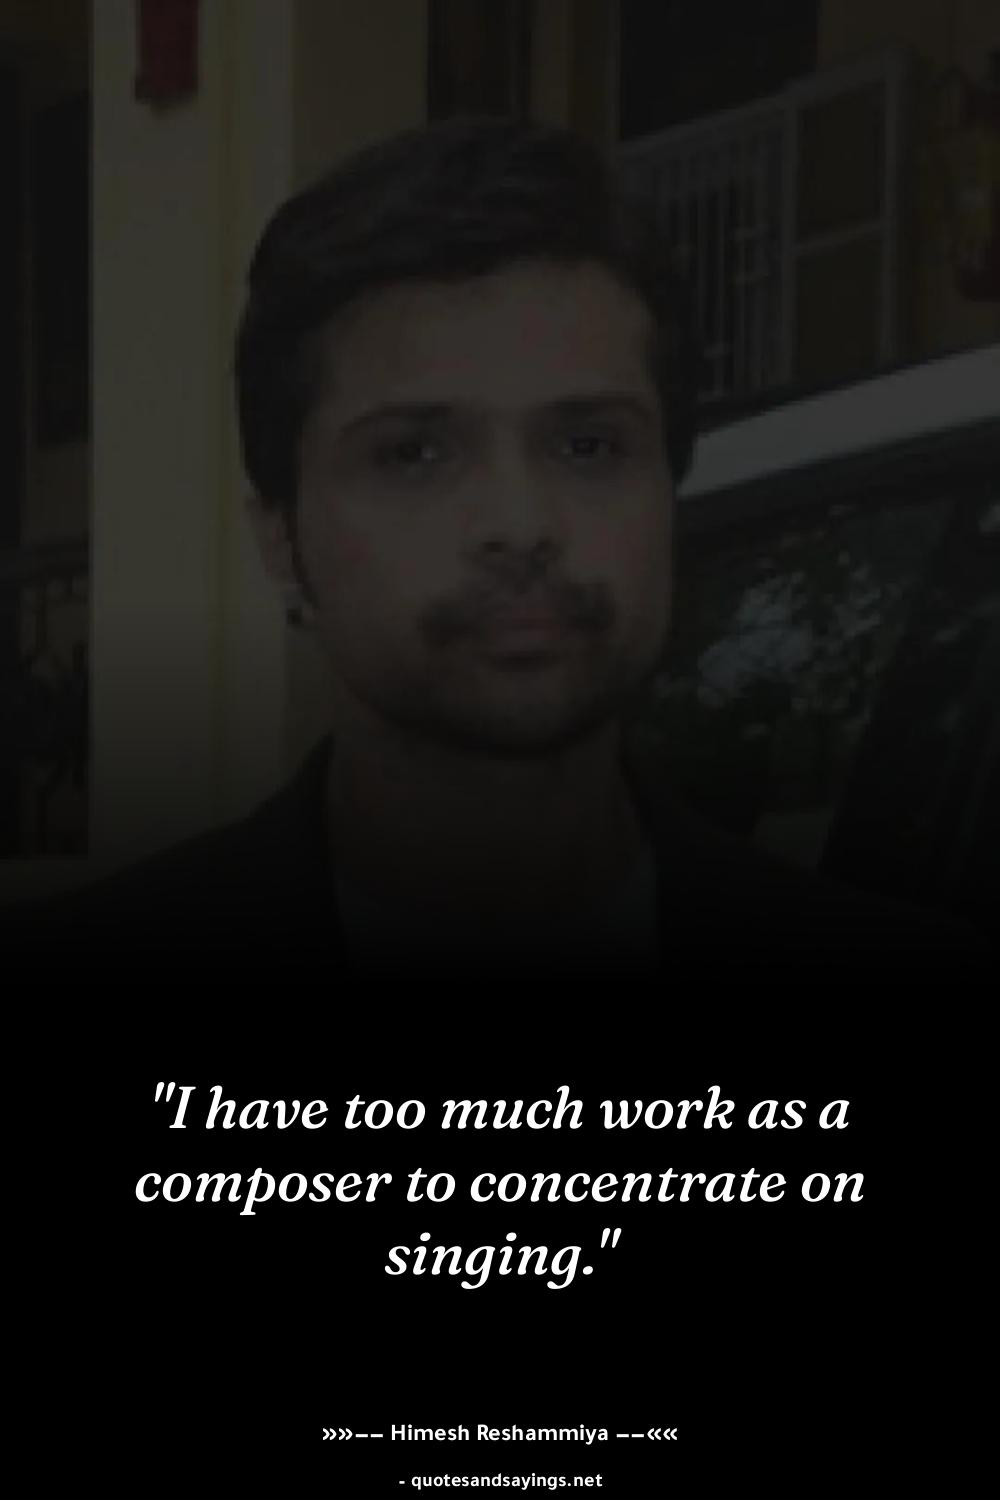 "I have too much work as a
composer to concentrate on
singing."
»»–– Himesh Reshammiya ––««
- quotesandsayings.net